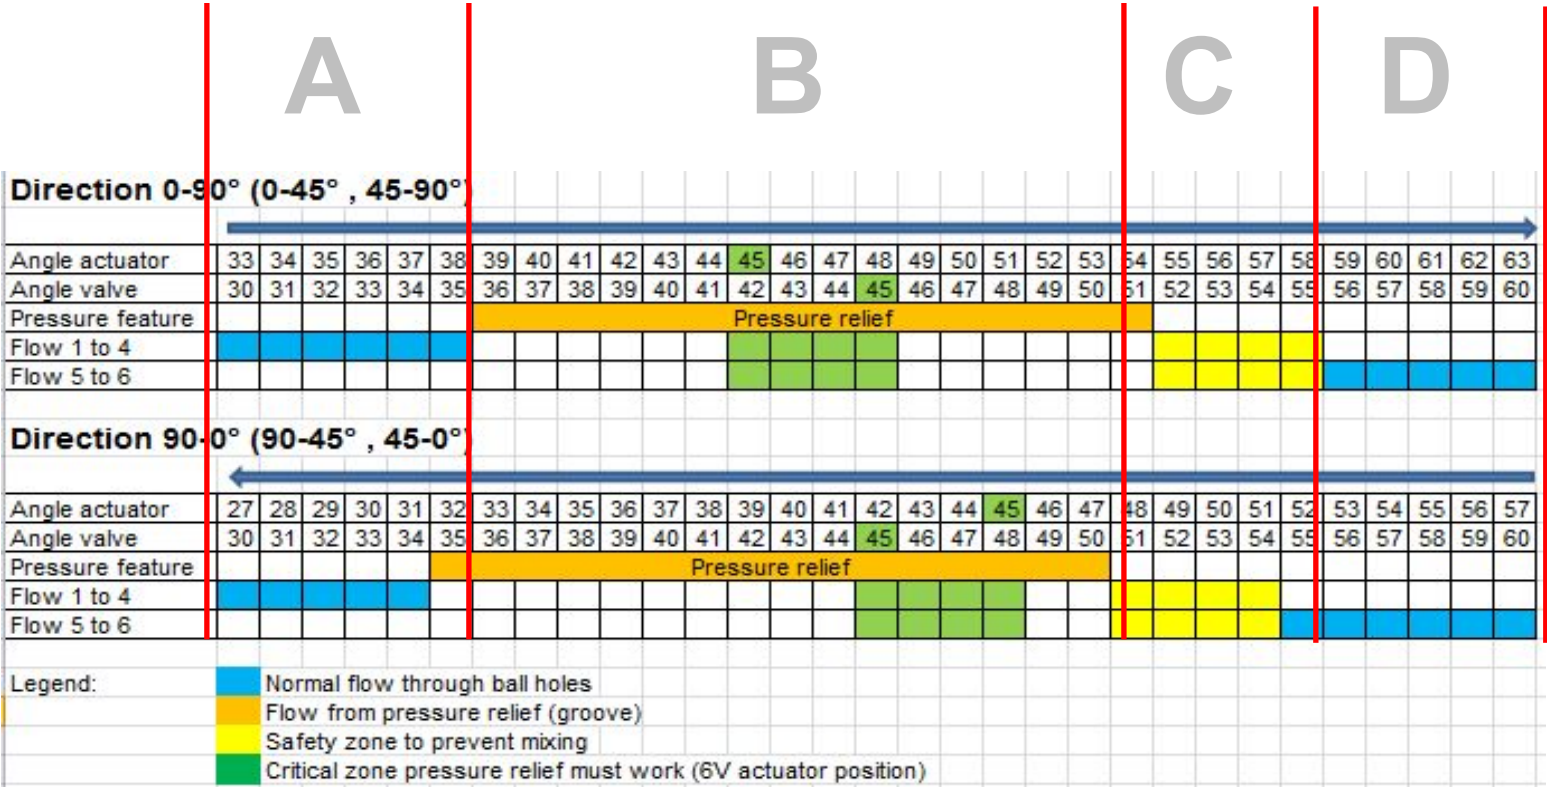 A B C D
Direction 0-90° (0-45° , 45-90°)
Angle actuator 33 34 35 36 37 38 39 40 41 42 43 44 45 46 47 48 49 50 51 52 53 54 55 56 57 58 59 60 61 62 63
Angle valve 30 31 32 33 34 35 36 37 38 39 40 41 42 43 44 45 46 47 48 49 50 51 52 53 54 55 56 57 58 59 60
Pressure feature Pressure relief
Flow 1 to 4
Flow 5 to 6
Direction 90-0° (90-45° , 45-0°)
Angle actuator 27 28 29 30 31 32 33 34 35 36 37 38 39 40 41 42 43 44 45 46 47 48 49 50 51 52 53 54 55 56 57
Angle valve 30 31 32 33 34 35 36 37 38 39 40 41 42 43 44 45 46 47 48 49 50 51 52 53 54 55 56 57 58 59 60
Pressure feature Pressure relief
Flow 1 to 4
Flow 5 to 6
Legend: Normal flow through ball holes
Flow from pressure relief (groove)
Safety zone to prevent mixing
Critical zone pressure relief must work (6V actuator position)